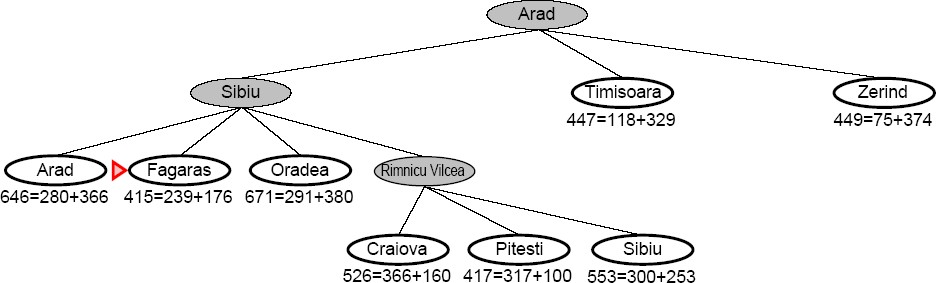 Arad
Sibiu Timisoara Zerind
447=118+329 449=75+374
Arad Fagaras Oradea Rimnicu Vilcea
646=280+366 415=239+176 671=291+380
Craiova Pitesti Sibiu
526=366+160 417=317+100 553=300+253